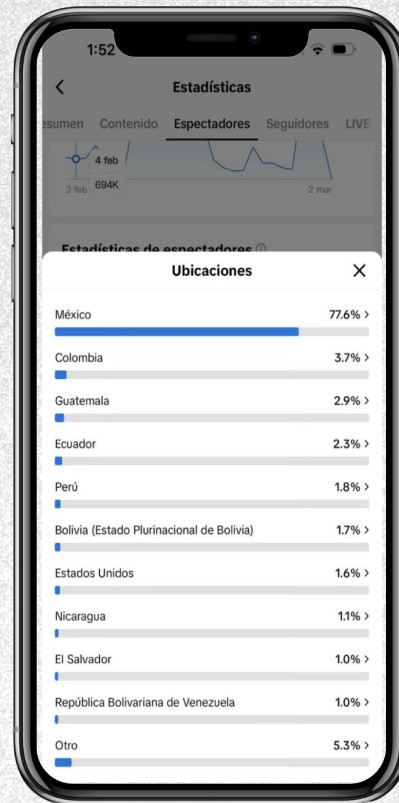 1:52
Estadísticas
esumen Contenido Espectadores Seguidores LIVE
4 feb
694K
3 feb 2 mar
Estadísticas de espectadores
Ubicaciones
México 77.6%
Colombia 3.7%
Guatemala 2.9%
Ecuador 2.3%
Perú 1.8%
Bolivia (Estado Plurinacional de Bolivia) 1.7%
Estados Unidos 1.6%
Nicaragua 1.1%
El Salvador 1.0%
República Bolivariana de Venezuela 1.0%
Otro 5.3%